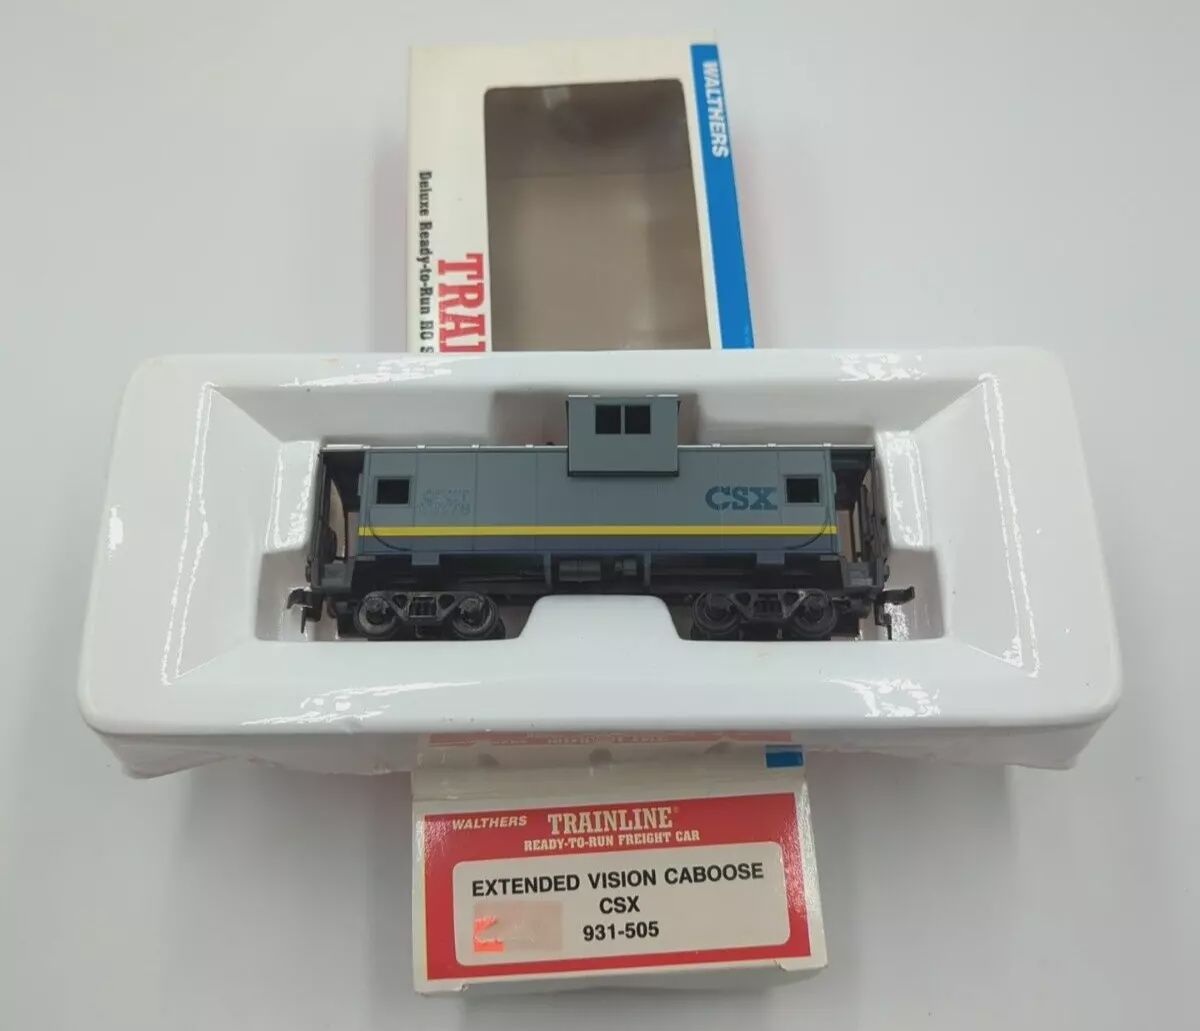 WALTHERS
TRAI
Deluxe Ready-to-Run HO S
CSX
WALTHERS TRAINLINE®
READY-TO-RUN FREIGHT CAR
EXTENDED VISION CABOOSE
CSX
931-505